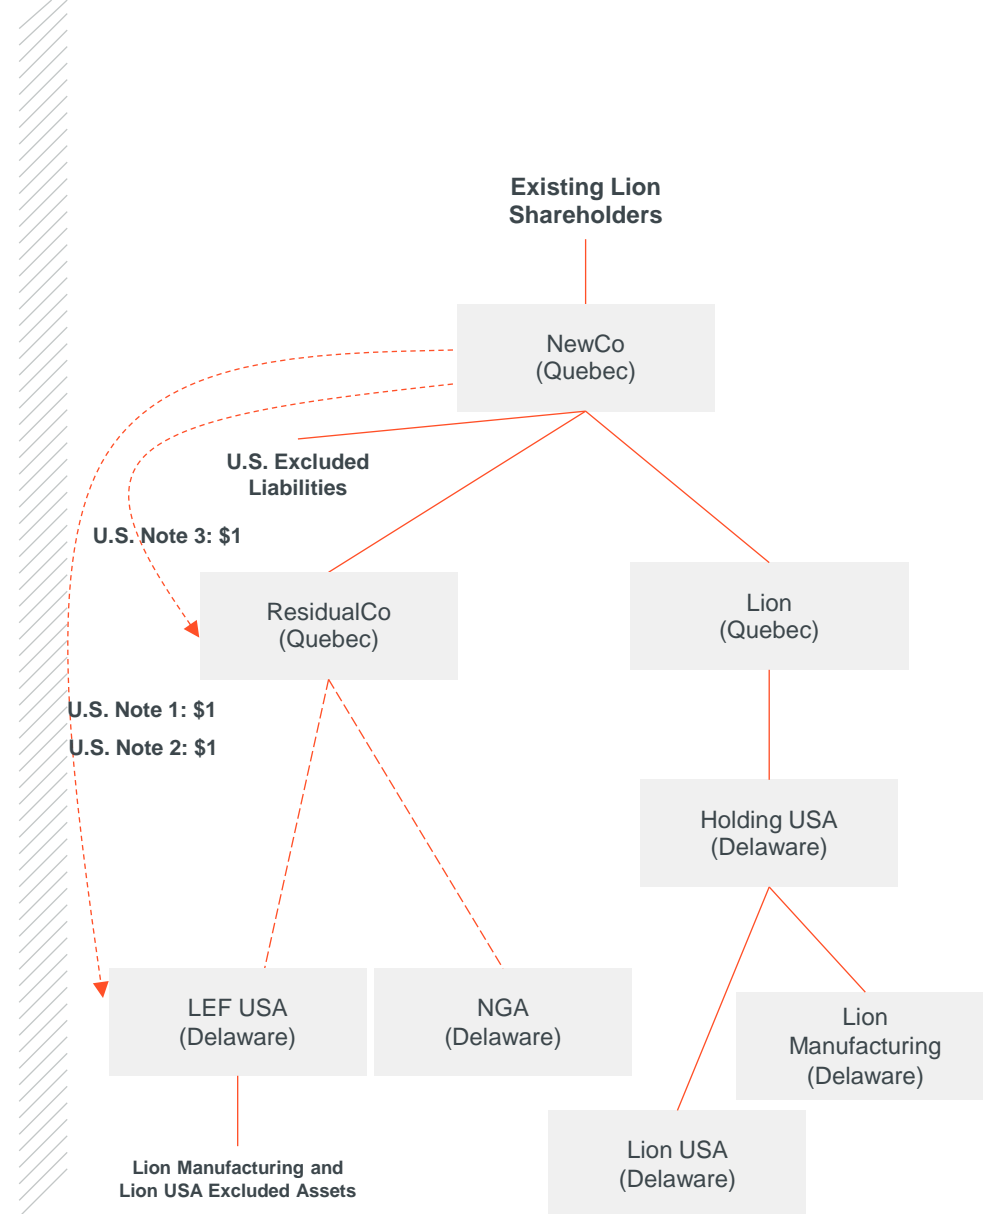 Existing Lion
Shareholders
NewCo
(Quebec)
U.S. Excluded
Liabilities
U.S. Note 3: $1
ResidualCo
(Quebec)
Lion
(Quebec)
U.S. Note 1: $1
U.S. Note 2: $1
Holding USA
(Delaware)
LEF USA
(Delaware)
NGA
(Delaware)
Lion
Manufacturing
(Delaware)
Lion USA
(Delaware)
Lion Manufacturing and
Lion USA Excluded Assets